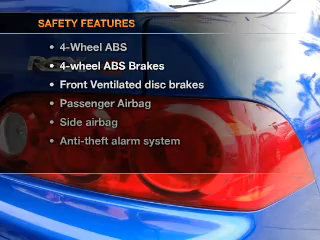 SAFETY FEATURES
• 4-Wheel ABS
• 4-wheel ABS Brakes
• Front Ventilated disc brakes
• Passenger Airbag
• Side airbag
• Anti-theft alarm system